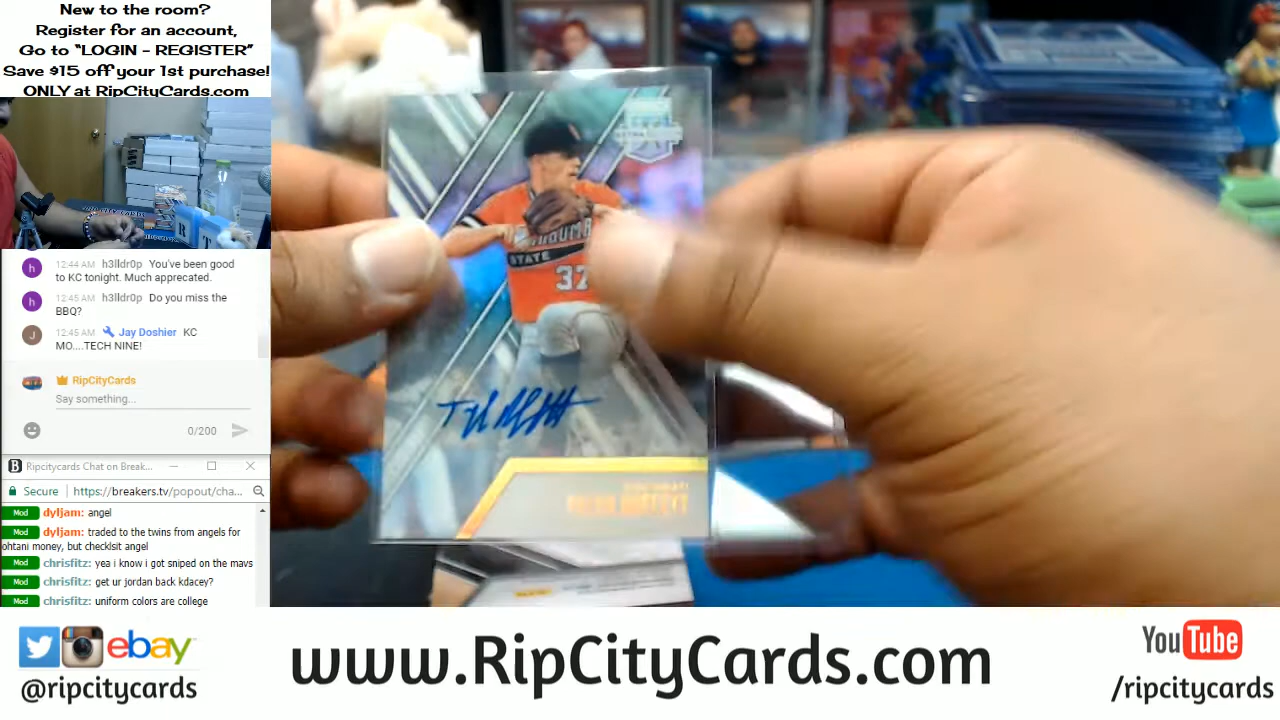 New to the room?
Register for an account,
Go to “LOGIN - REGISTER”
Save $15 off your 1st purchase!
ONLY at RipCityCards.com
h 12:44 AM h3lldr0p You've been good
to KC tonight. Much apprecated.
h 12:45 AM h3lldr0p Do you miss the
BBQ?
J 12:45 AM Jay Doshier KC
MO....TECH NINE!
RipCityCards
Say something...
0/200
B Ripcitycards Chat on Break...
Secure https://breakers.tv/popout/cha...
Mod dyljam: angel
Mod dyljam: traded to the twins from angels for
ohtani money, but checklsit angel
Mod chrisfitz: yea i know i got sniped on the mavs
Mod chrisfitz: get ur jordan back kdacey?
Mod chrisfitz: uniform colors are college
STATE
37
ebay
@ripcitycards
www.RipCityCards.com
YouTube
/ripcitycards